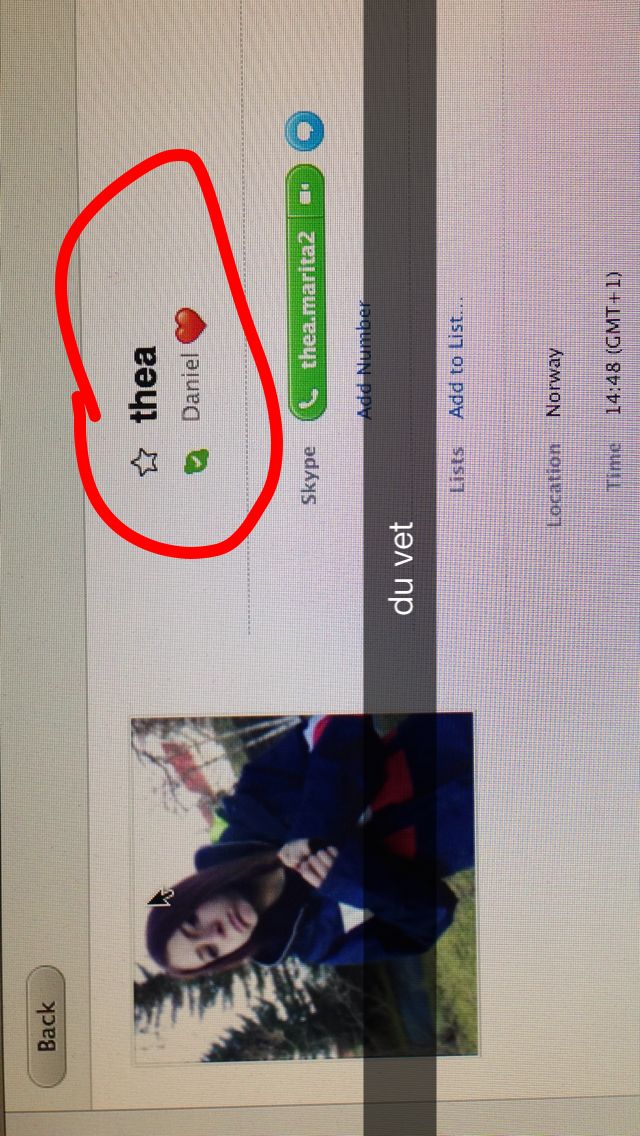 Back
thea
Daniel ❤️
Skype thea.marita2
Add Number
du vet
Lists Add to List...
Location Norway
Time 14:48 (GMT+1)